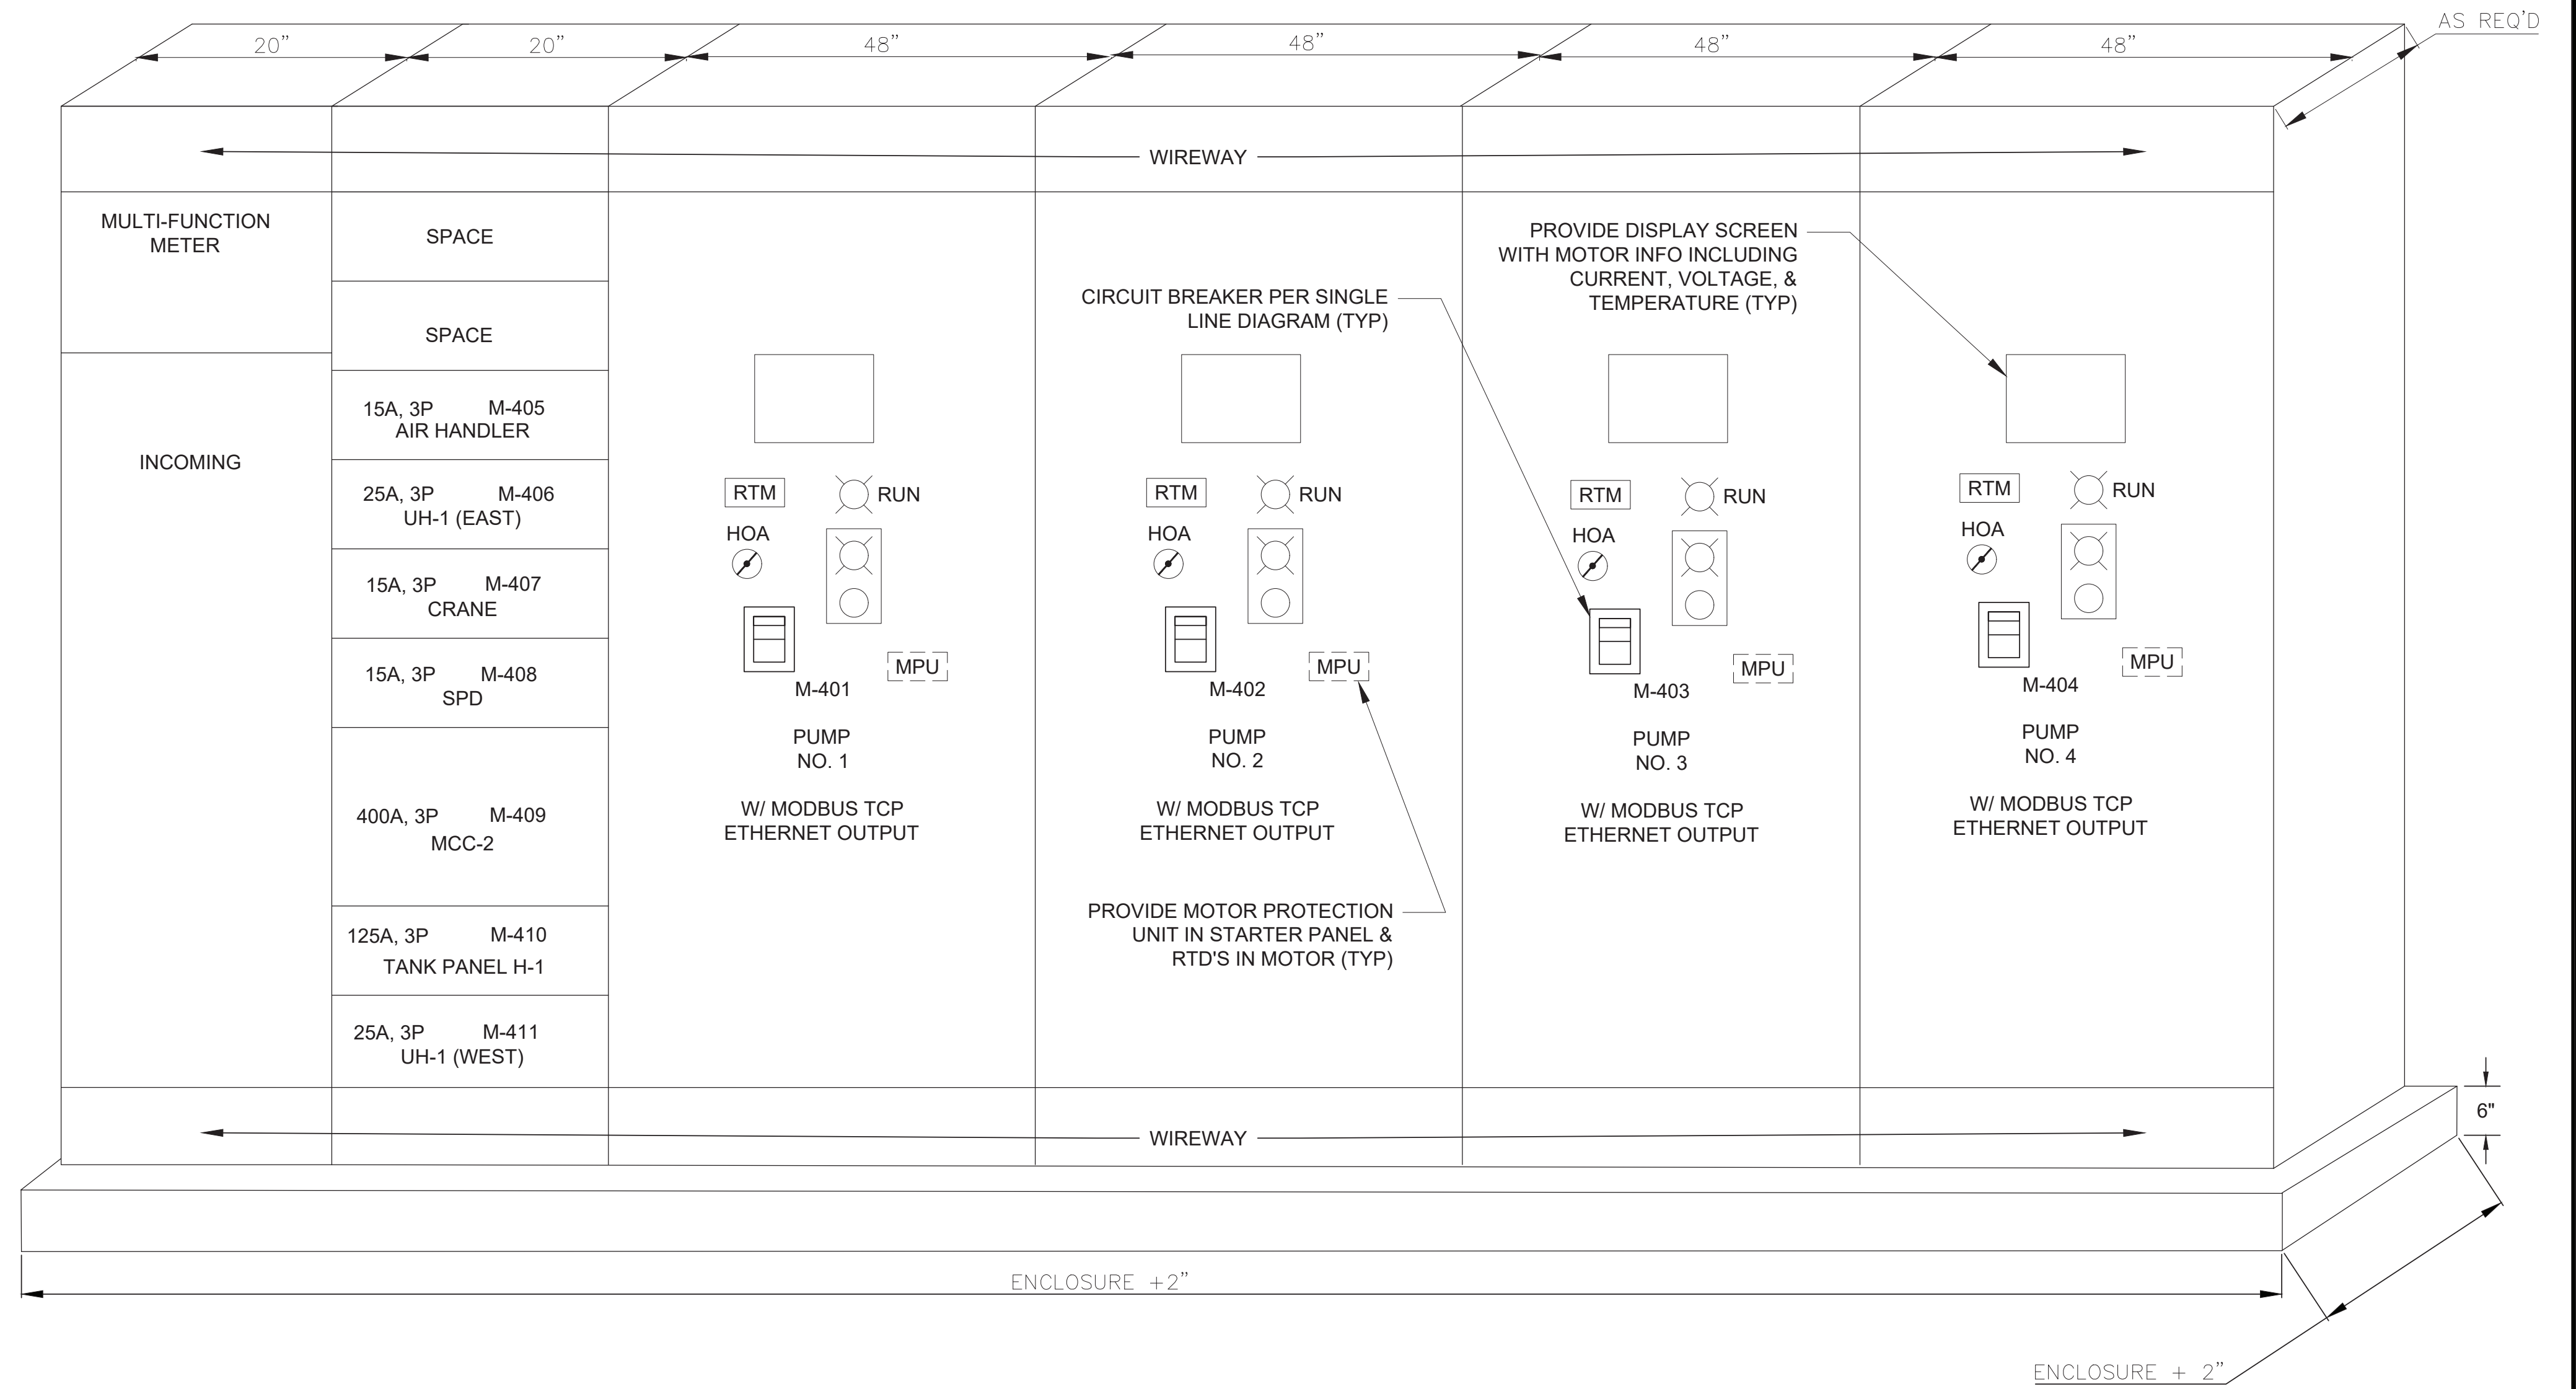 AS REQ'D
20"
20"
48"
48"
48"
48"
WIREWAY
MULTI-FUNCTION
METER
INCOMING
SPACE
SPACE
15A, 3P M-405
AIR HANDLER
25A, 3P M-406
UH-1 (EAST)
15A, 3P M-407
CRANE
15A, 3P M-408
SPD
400A, 3P M-409
MCC-2
125A, 3P M-410
TANK PANEL H-1
25A, 3P M-411
UH-1 (WEST)
RTM
RUN
HOA
MPU
M-401
PUMP
NO. 1
W/ MODBUS TCP
ETHERNET OUTPUT
CIRCUIT BREAKER PER SINGLE
LINE DIAGRAM (TYP)
RTM
RUN
HOA
MPU
M-402
PUMP
NO. 2
W/ MODBUS TCP
ETHERNET OUTPUT
PROVIDE MOTOR PROTECTION
UNIT IN STARTER PANEL &
RTD'S IN MOTOR (TYP)
PROVIDE DISPLAY SCREEN
WITH MOTOR INFO INCLUDING
CURRENT, VOLTAGE, &
TEMPERATURE (TYP)
RTM
RUN
HOA
MPU
M-403
PUMP
NO. 3
W/ MODBUS TCP
ETHERNET OUTPUT
RTM
RUN
HOA
MPU
M-404
PUMP
NO. 4
W/ MODBUS TCP
ETHERNET OUTPUT
WIREWAY
6"
ENCLOSURE +2"
ENCLOSURE + 2"